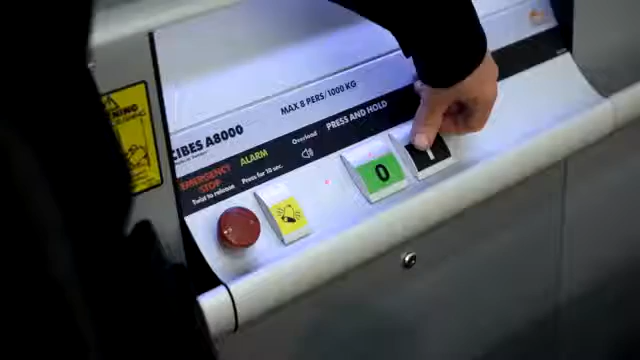 CIBES A8000
MAX 8 PERS/1000 KG
EMERGENCY
STOP
Twist to release
ALARM
Press for 10 sec.
Overload
PRESS AND HOLD
0